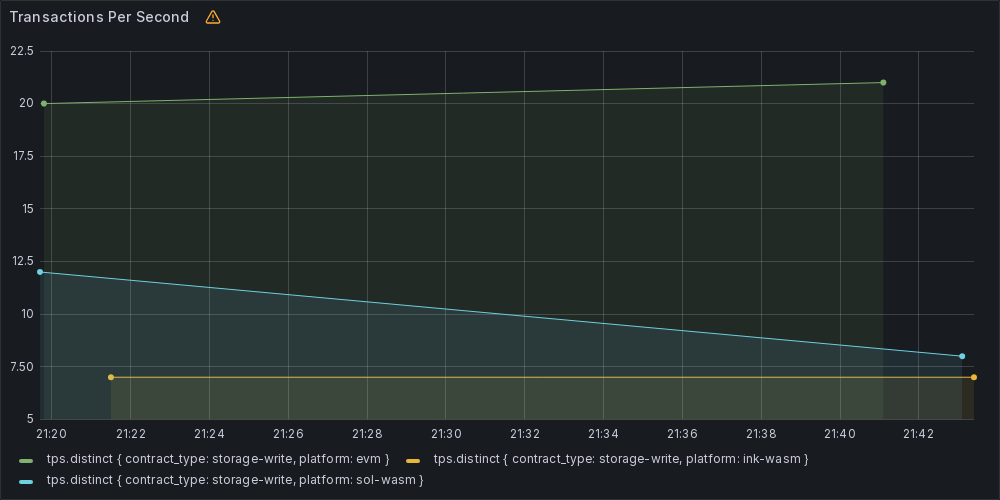 Transactions Per Second
22.5
20
17.5
15
12.5
10
7.50
5
21:20 21:22 21:24 21:26 21:28 21:30 21:32 21:34 21:36 21:38 21:40 21:42
tps.distinct { contract_type: storage-write, platform: evm } tps.distinct { contract_type: storage-write, platform: ink-wasm }
tps.distinct { contract_type: storage-write, platform: sol-wasm }